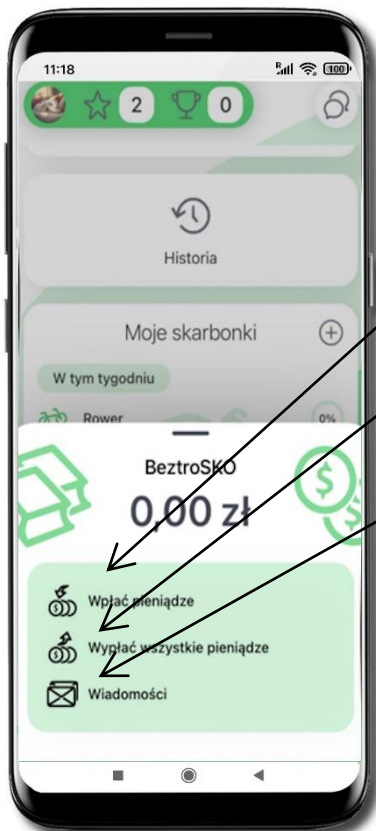 11:18
R
100
2
0
Historia
Moje skarbonki
W tym tygodniu
Rower
0%
BeztroSKO
0,00 zł
Wpłać pieniądze
Wypłać wszystkie pieniądze
Wiadomości